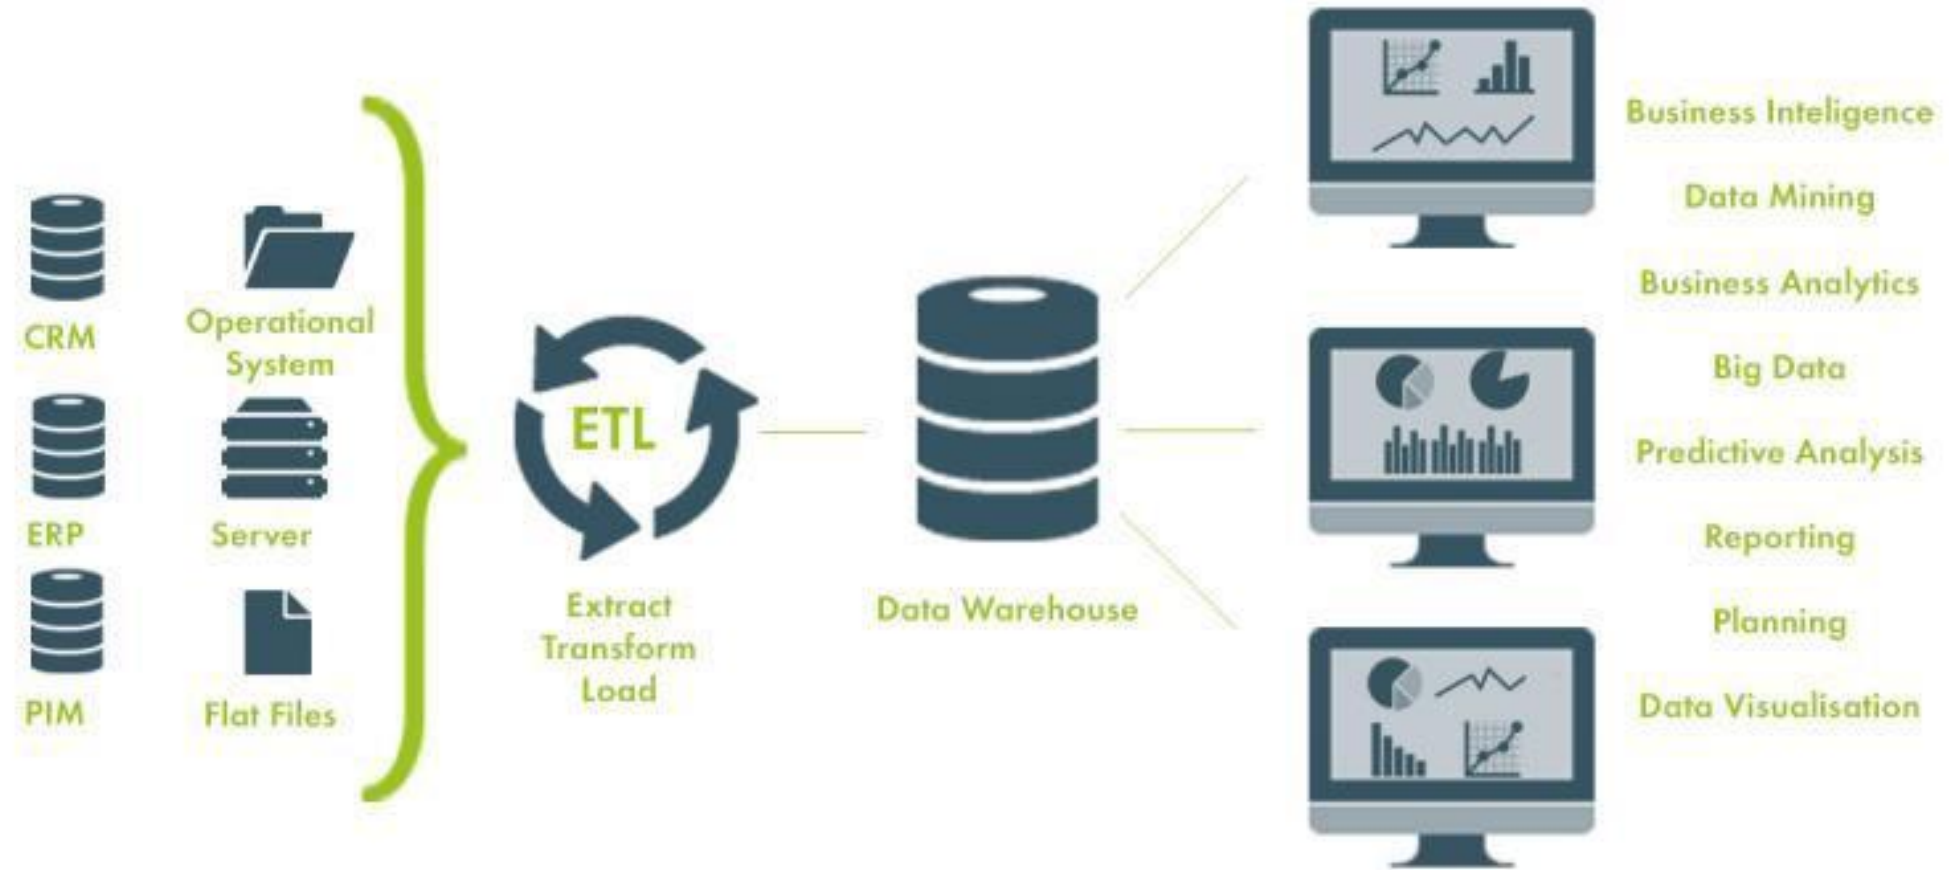 CRM
Operational
System
ERP
Server
PIM
Flat Files
ETL
Extract
Transform
Load
Data Warehouse
Business Inteligence
Data Mining
Business Analytics
Big Data
Predictive Analysis
Reporting
Planning
Data Visualisation